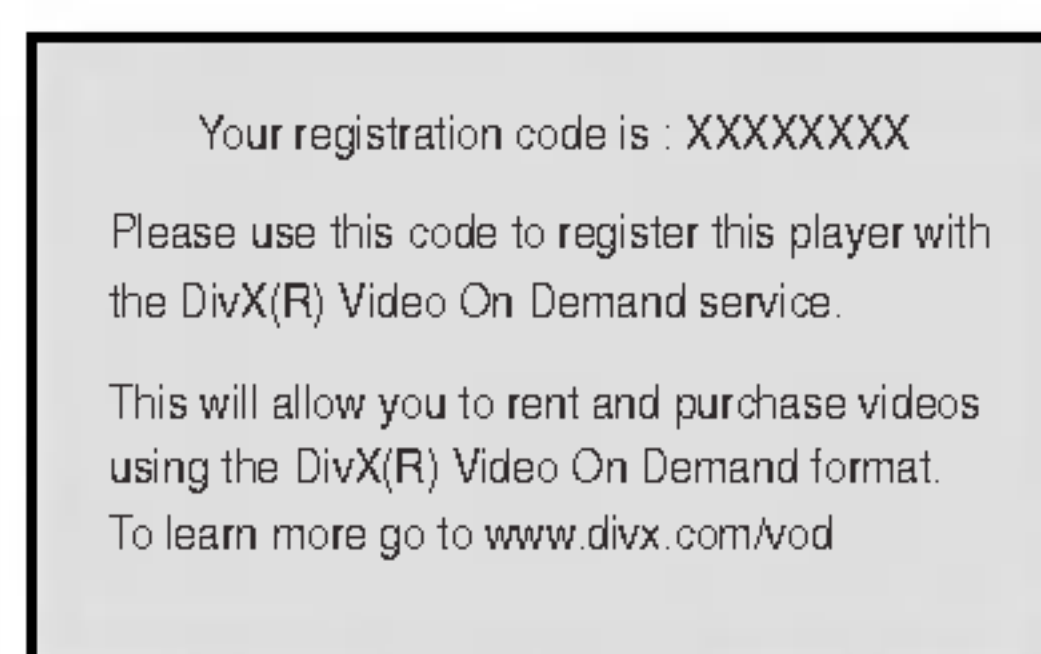 Your registration code is : XXXXXXXX
Please use this code to register this player with
the DivX(R) Video On Demand service.
This will allow you to rent and purchase videos
using the DivX(R) Video On Demand format.
To learn more go to www.divx.com/vod